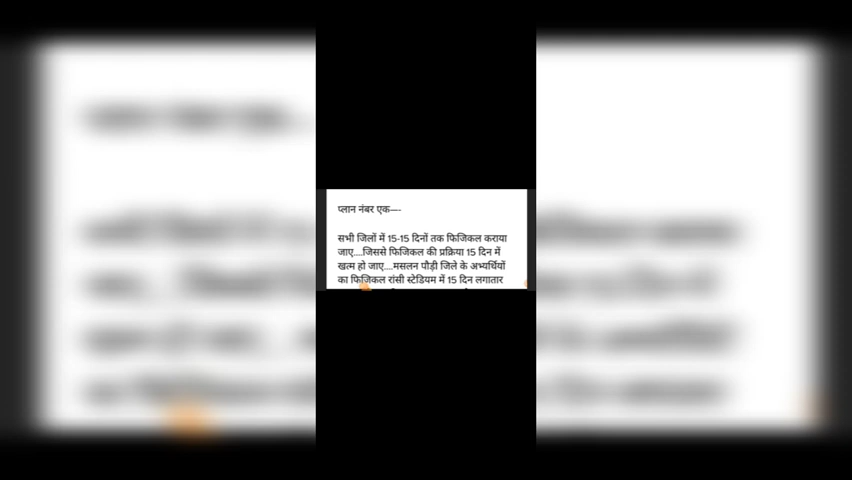 प्लान नंबर एक—-
सभी जिलों में 15-15 दिनों तक फिजिकल कराया
जाए....जिससे फिजिकल की प्रक्रिया 15 दिन में
खत्म हो जाए....मसलन पौड़ी जिले के अभ्यर्थियों
का फिजिकल रांसी स्टेडियम में 15 दिन लगातार